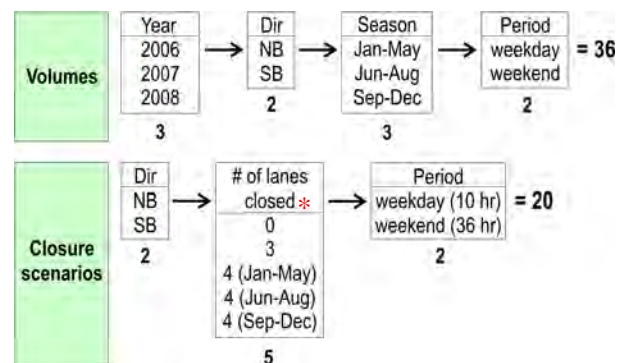 Volumes
Year
2006
2007
2008
3
Dir
NB
SB
2
Season
Jan-May
Jun-Aug
Sep-Dec
3
Period
weekday
weekend
2
= 36
Closure
scenarios
Dir
NB
SB
2
# of lanes
closed *
0
3
4 (Jan-May)
4 (Jun-Aug)
4 (Sep-Dec)
5
Period
weekday (10 hr)
weekend (36 hr)
2
= 20